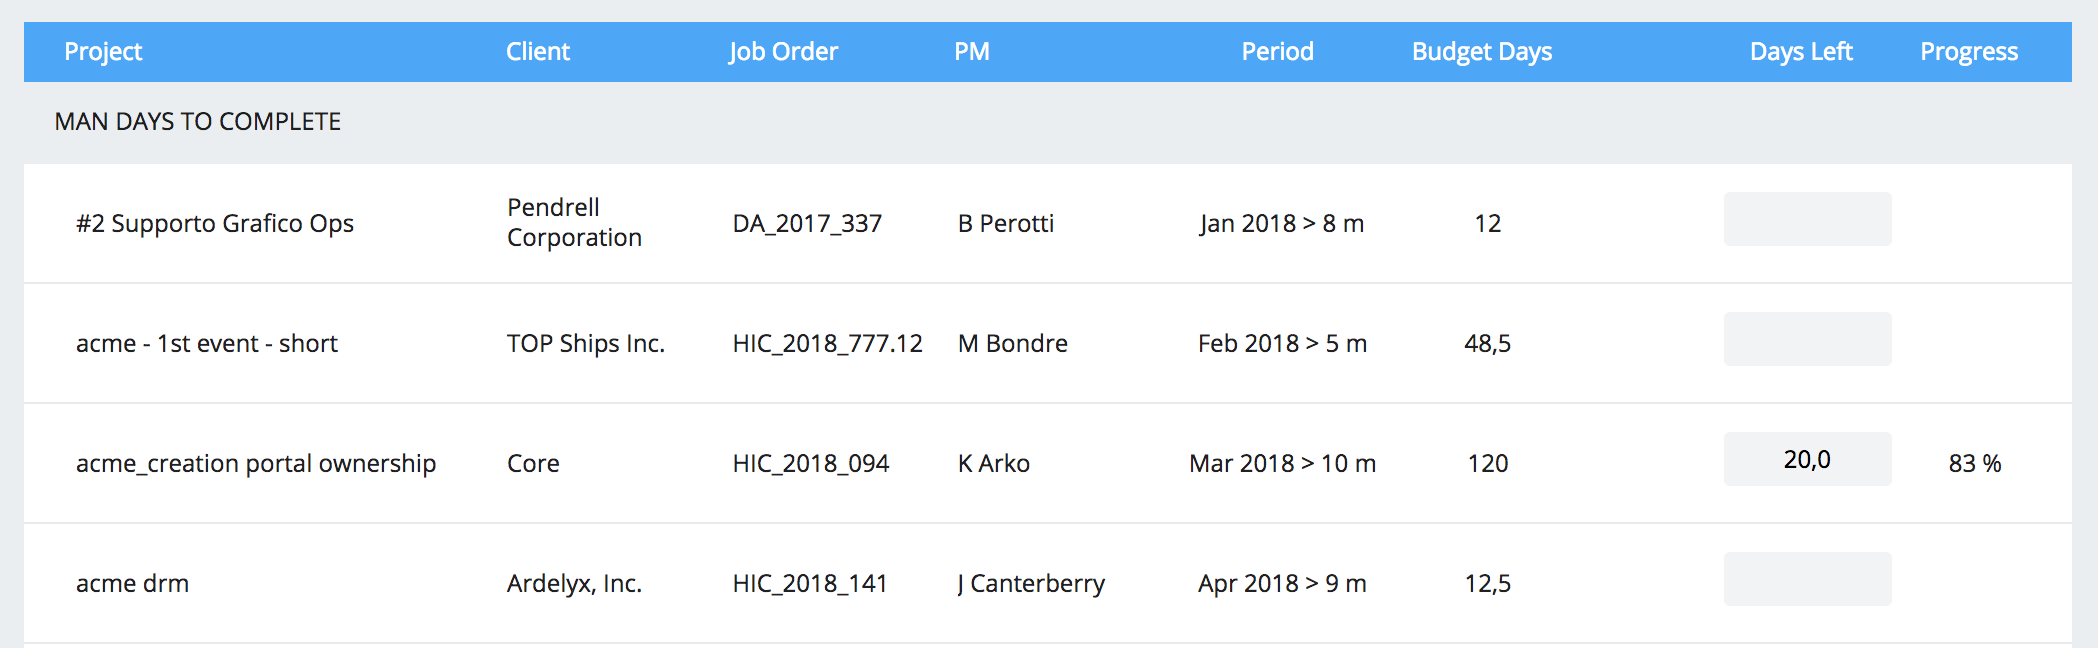 Project Client Job Order PM Period Budget Days Days Left Progress
MAN DAYS TO COMPLETE
#2 Supporto Grafico Ops Pendrell Corporation DA_2017_337 B Perotti Jan 2018 > 8 m 12
acme - 1st event - short TOP Ships Inc. HIC_2018_777.12 M Bondre Feb 2018 > 5 m 48,5
acme_creation portal ownership Core HIC_2018_094 K Arko Mar 2018 > 10 m 120 20,0 83 %
acme drm Ardelyx, Inc. HIC_2018_141 J Canterberry Apr 2018 > 9 m 12,5